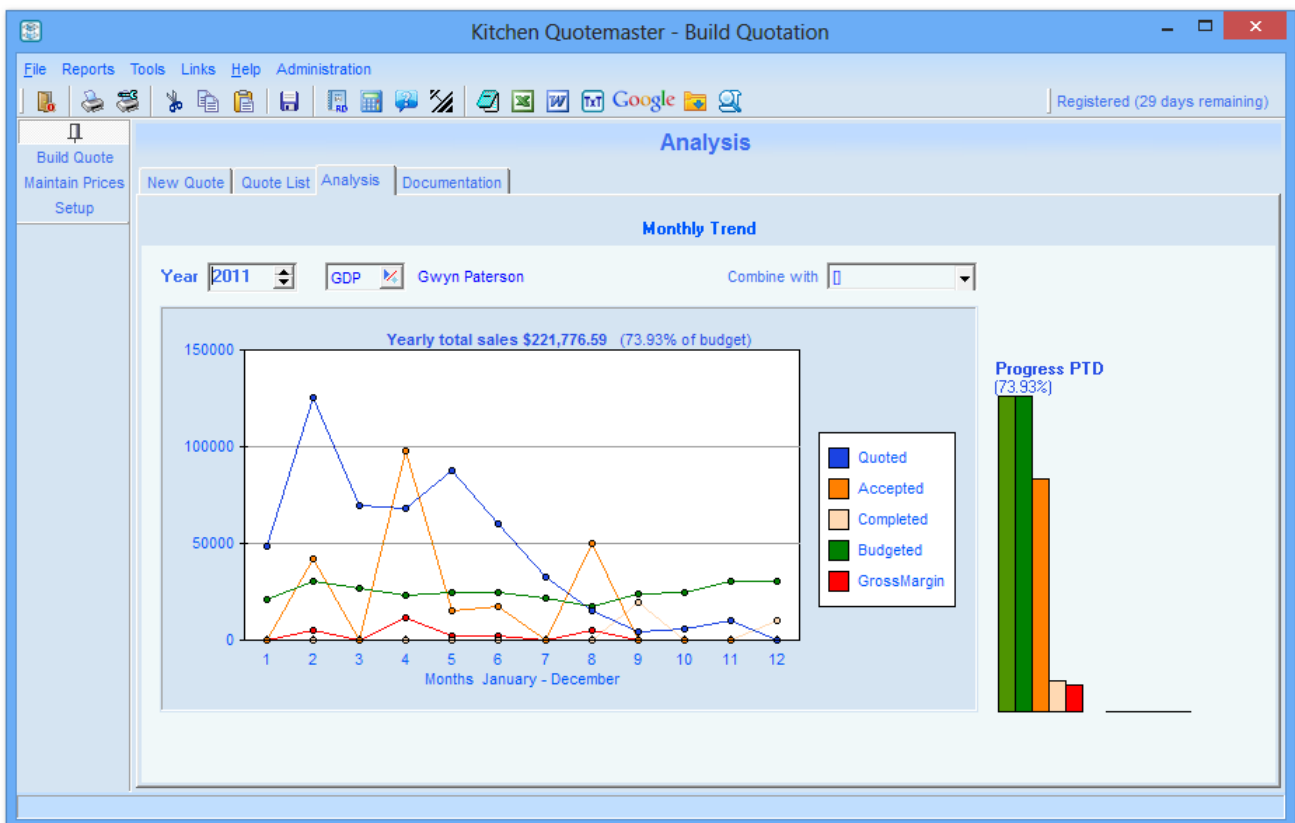 Kitchen Quotemaster - Build Quotation
File Reports Tools Links Help Administration
RD TxT Google Registered (29 days remaining)
Analysis
Build Quote
Maintain Prices
Setup
New Quote Quote List Analysis Documentation
Monthly Trend
Year 2011 GDP Gwyn Paterson Combine with []
Yearly total sales $221,776.59 (73.93% of budget)
150000
100000
50000
0
1 2 3 4 5 6 7 8 9 10 11 12
Months January - December
Quoted
Accepted
Completed
Budgeted
GrossMargin
Progress PTD
(73.93%)